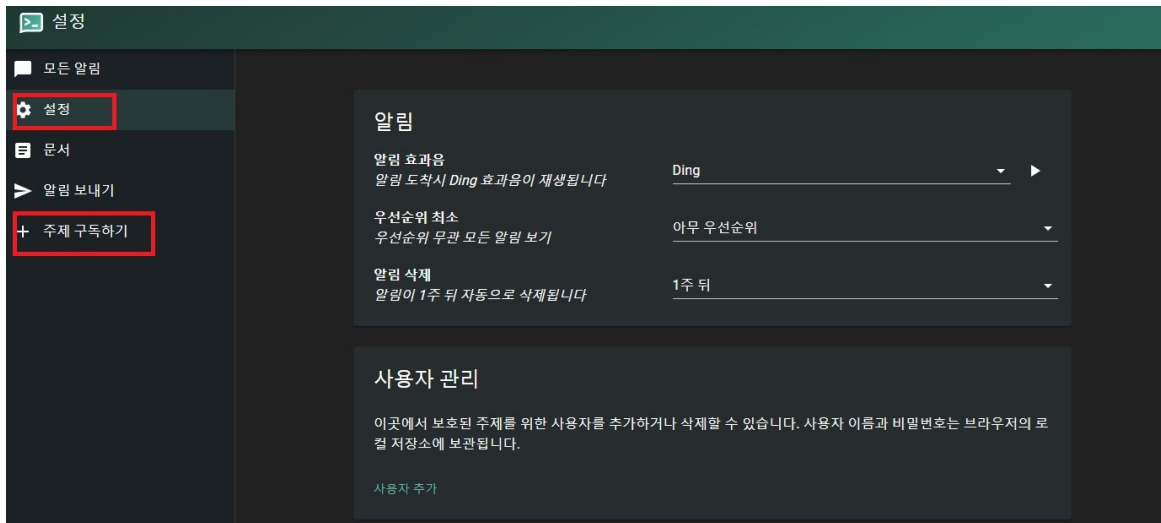 설정
모든 알림
설정
문서
알림 보내기
주제 구독하기
알림
알림 효과음
알림 도착시 Ding 효과음이 재생됩니다
Ding
우선순위 최소
우선순위 무관 모든 알림 보기
아무 우선순위
알림 삭제
알림이 1주 뒤 자동으로 삭제됩니다
1주 뒤
사용자 관리
이곳에서 보호된 주제를 위한 사용자를 추가하거나 삭제할 수 있습니다. 사용자 이름과 비밀번호는 브라우저의 로
컬 저장소에 보관됩니다.
사용자 추가